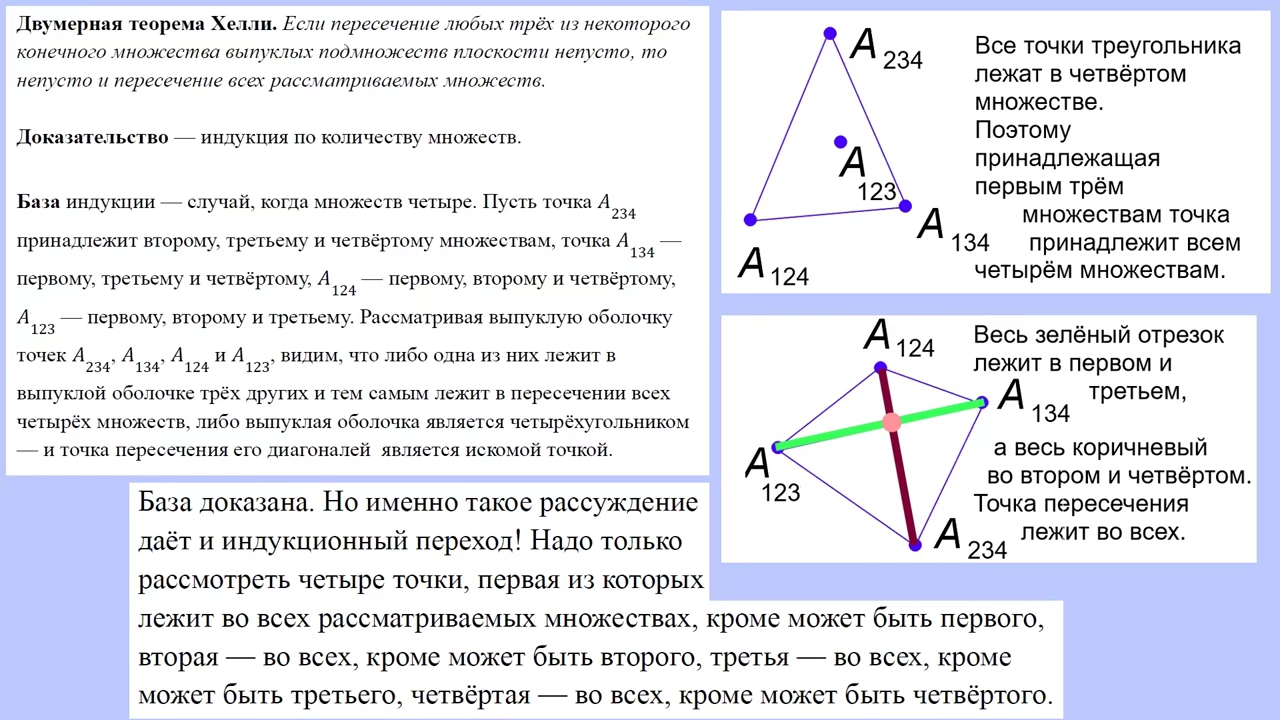 Двумерная теорема Хелли. Если пересечение любых трёх из некоторого
конечного множества выпуклых подмножеств плоскости непусто, то
непусто и пересечение всех рассматриваемых множеств.
Доказательство — индукция по количеству множеств.
База индукции — случай, когда множеств четыре. Пусть точка A234
принадлежит второму, третьему и четвёртому множествам, точка A134 —
первому, третьему и четвёртому, A124 — первому, второму и четвёртому,
A123 — первому, второму и третьему. Рассматривая выпуклую оболочку
точек A234, A134, A124 и A123, видим, что либо одна из них лежит в
выпуклой оболочке трёх других и тем самым лежит в пересечении всех
четырёх множеств, либо выпуклая оболочка является четырёхугольником
— и точка пересечения его диагоналей является искомой точкой.
A234
A123
A134
A124
Все точки треугольника
лежат в четвёртом
множестве.
Поэтому
принадлежащая
первым трём
множествам точка
принадлежит всем
четырём множествам.
A124
A134
A123
A234
Весь зелёный отрезок
лежит в первом и
третьем,
а весь коричневый
во втором и четвёртом.
Точка пересечения
лежит во всех.
База доказана. Но именно такое рассуждение
даёт и индукционный переход! Надо только
рассмотреть четыре точки, первая из которых
лежит во всех рассматриваемых множествах, кроме может быть первого,
вторая — во всех, кроме может быть второго, третья — во всех, кроме
может быть третьего, четвёртая — во всех, кроме может быть четвёртого.